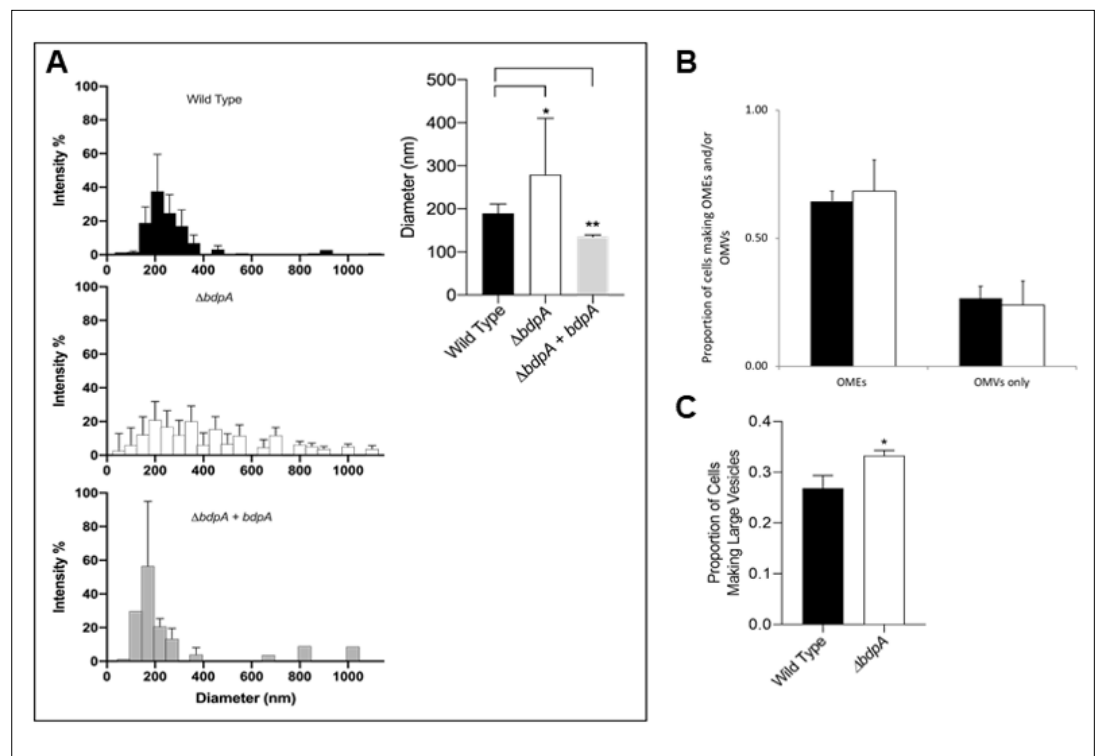 A
Wild Type
Intensity %
100
80
60
40
20
0
0 200 400 600 800 1000
ΔbdpA
Intensity %
100
80
60
40
20
0
0 200 400 600 800 1000
ΔbdpA + bdpA
Intensity %
100
80
60
40
20
0
0 200 400 600 800 1000
Diameter (nm)
Diameter (nm)
500
400
300
200
100
0
*
**
Wild Type
ΔbdpA
ΔbdpA + bdpA
B
Proportion of cells making OMEs and/or
OMVs
1.00
0.50
0.00
OMEs OMVs only
C
Proportion of Cells
Making Large Vesicles
0.4
0.3
0.2
0.1
0.0
*
Wild Type
ΔbdpA